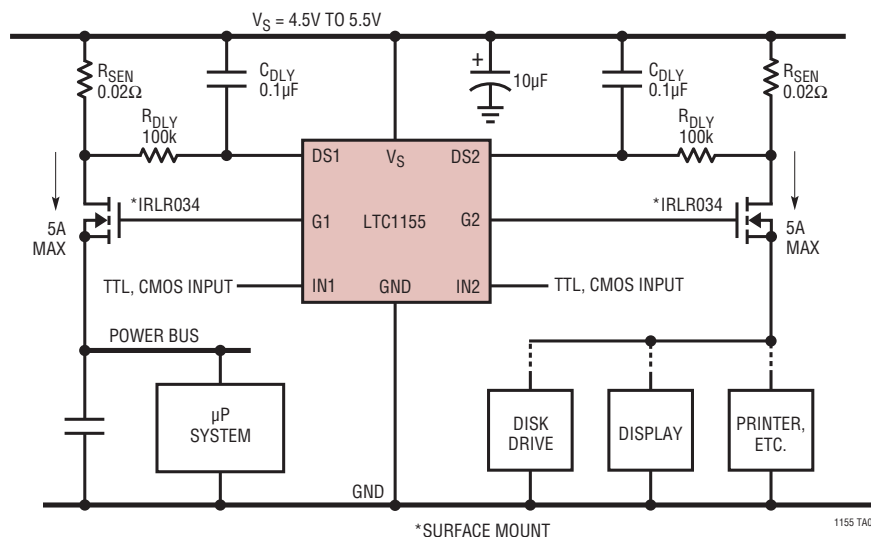 V_S = 4.5V TO 5.5V
R_SEN
0.02Ω
C_DLY
0.1µF
+
10µF
C_DLY
0.1µF
R_SEN
0.02Ω
R_DLY
100k
R_DLY
100k
DS1
V_S
DS2
*IRLR034
*IRLR034
5A
MAX
G1
LTC1155
G2
5A
MAX
TTL, CMOS INPUT
IN1
GND
IN2
TTL, CMOS INPUT
POWER BUS
µP
SYSTEM
DISK
DRIVE
DISPLAY
PRINTER,
ETC.
GND
*SURFACE MOUNT
1155